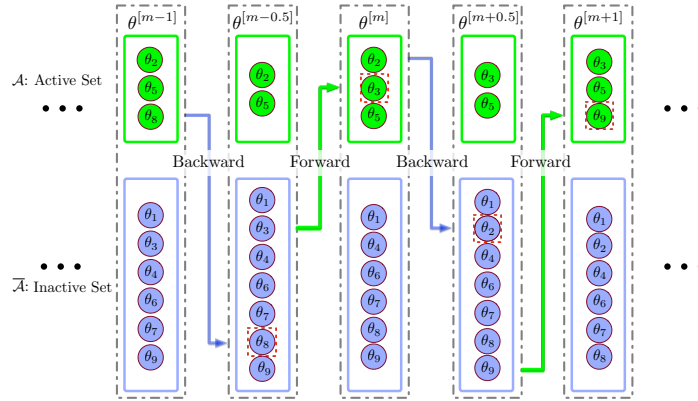 θ^{[m-1]} θ^{[m-0.5]} θ^{[m]} θ^{[m+0.5]} θ^{[m+1]}
𝒜: Active Set
θ₂
θ₅
θ₈
θ₂
θ₅
θ₂
θ₃
θ₅
θ₃
θ₅
θ₃
θ₅
θ₉
Backward Forward Backward Forward
𝒜̅: Inactive Set
θ₁
θ₃
θ₄
θ₆
θ₇
θ₉
θ₁
θ₃
θ₄
θ₆
θ₇
θ₈
θ₉
θ₁
θ₄
θ₆
θ₇
θ₈
θ₉
θ₁
θ₂
θ₄
θ₆
θ₇
θ₈
θ₉
θ₁
θ₂
θ₄
θ₆
θ₇
θ₈